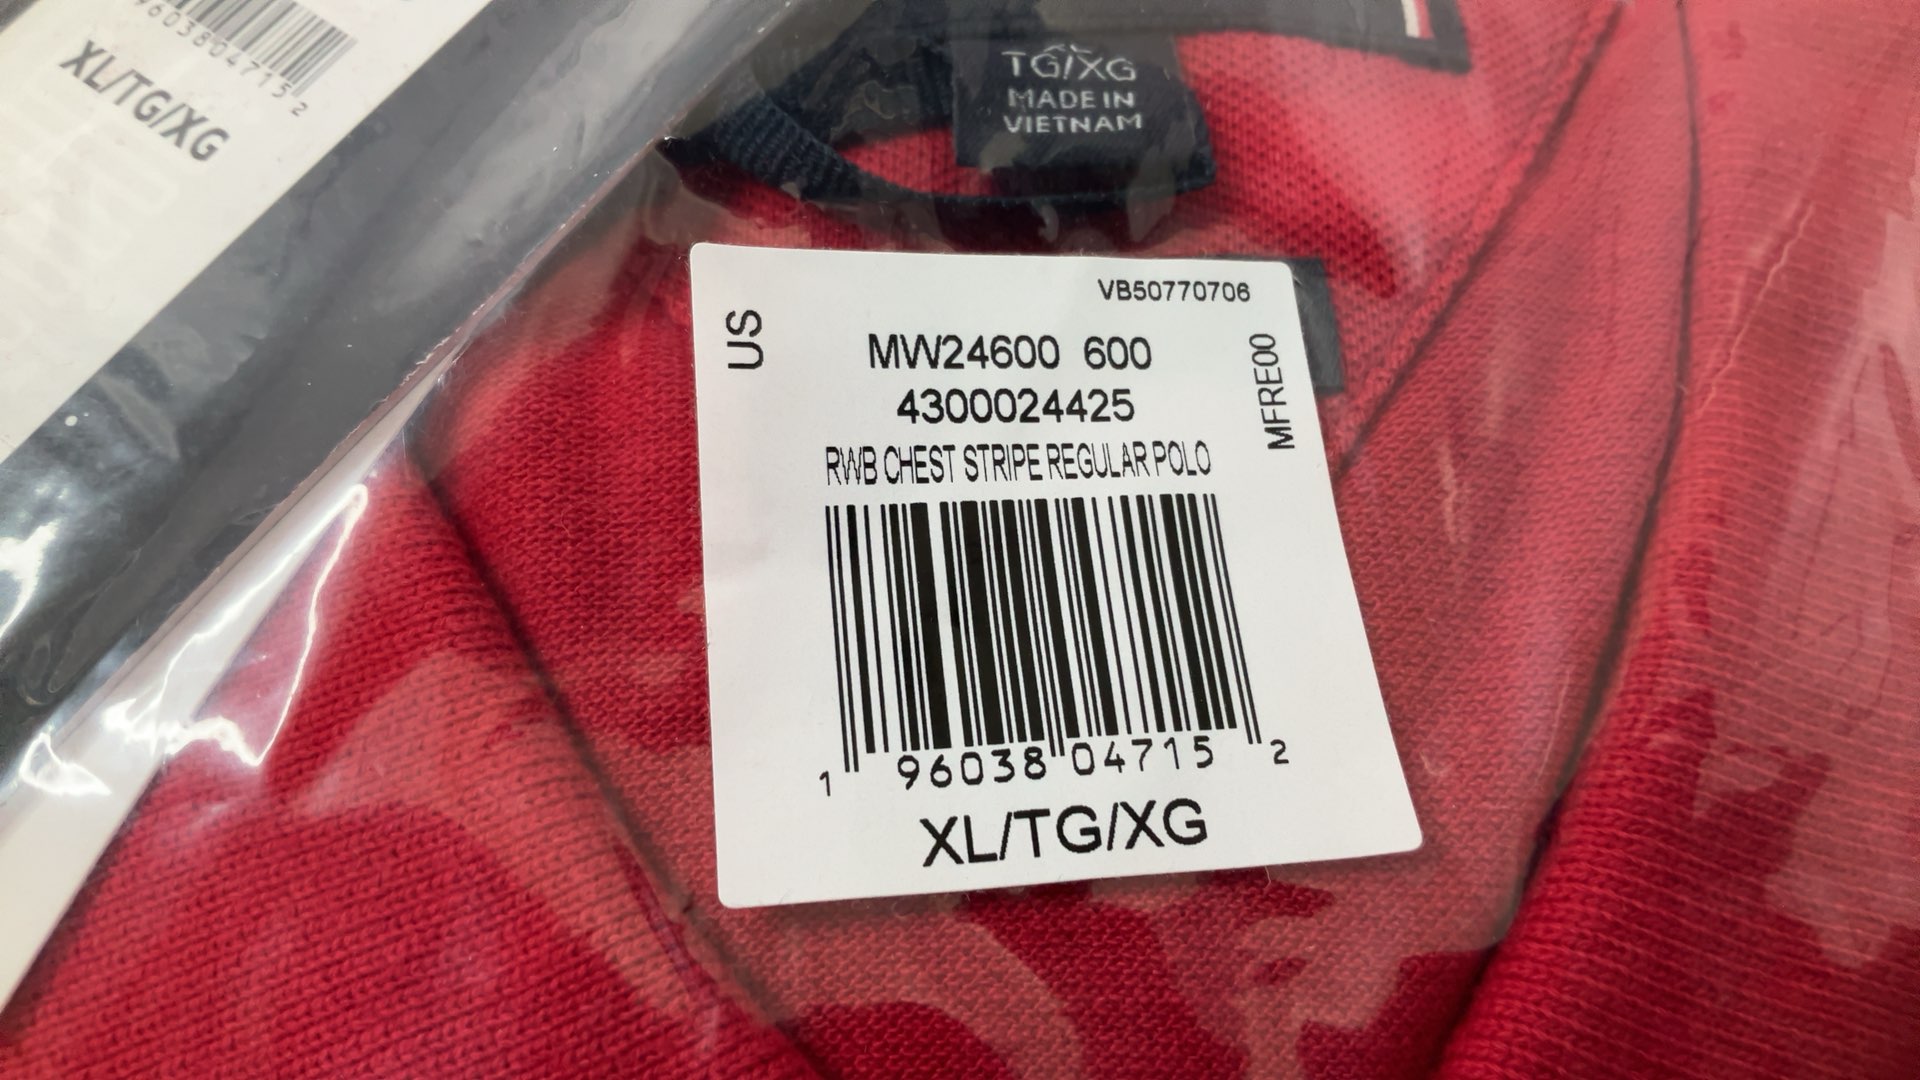 96038047152
XL/TG/XG
XL
TG/XG
MADE IN
VIETNAM
VB50770706
US
MW24600 600
4300024425
MFRE00
RWB CHEST STRIPE REGULAR POLO
1 96038 04715 2
XL/TG/XG